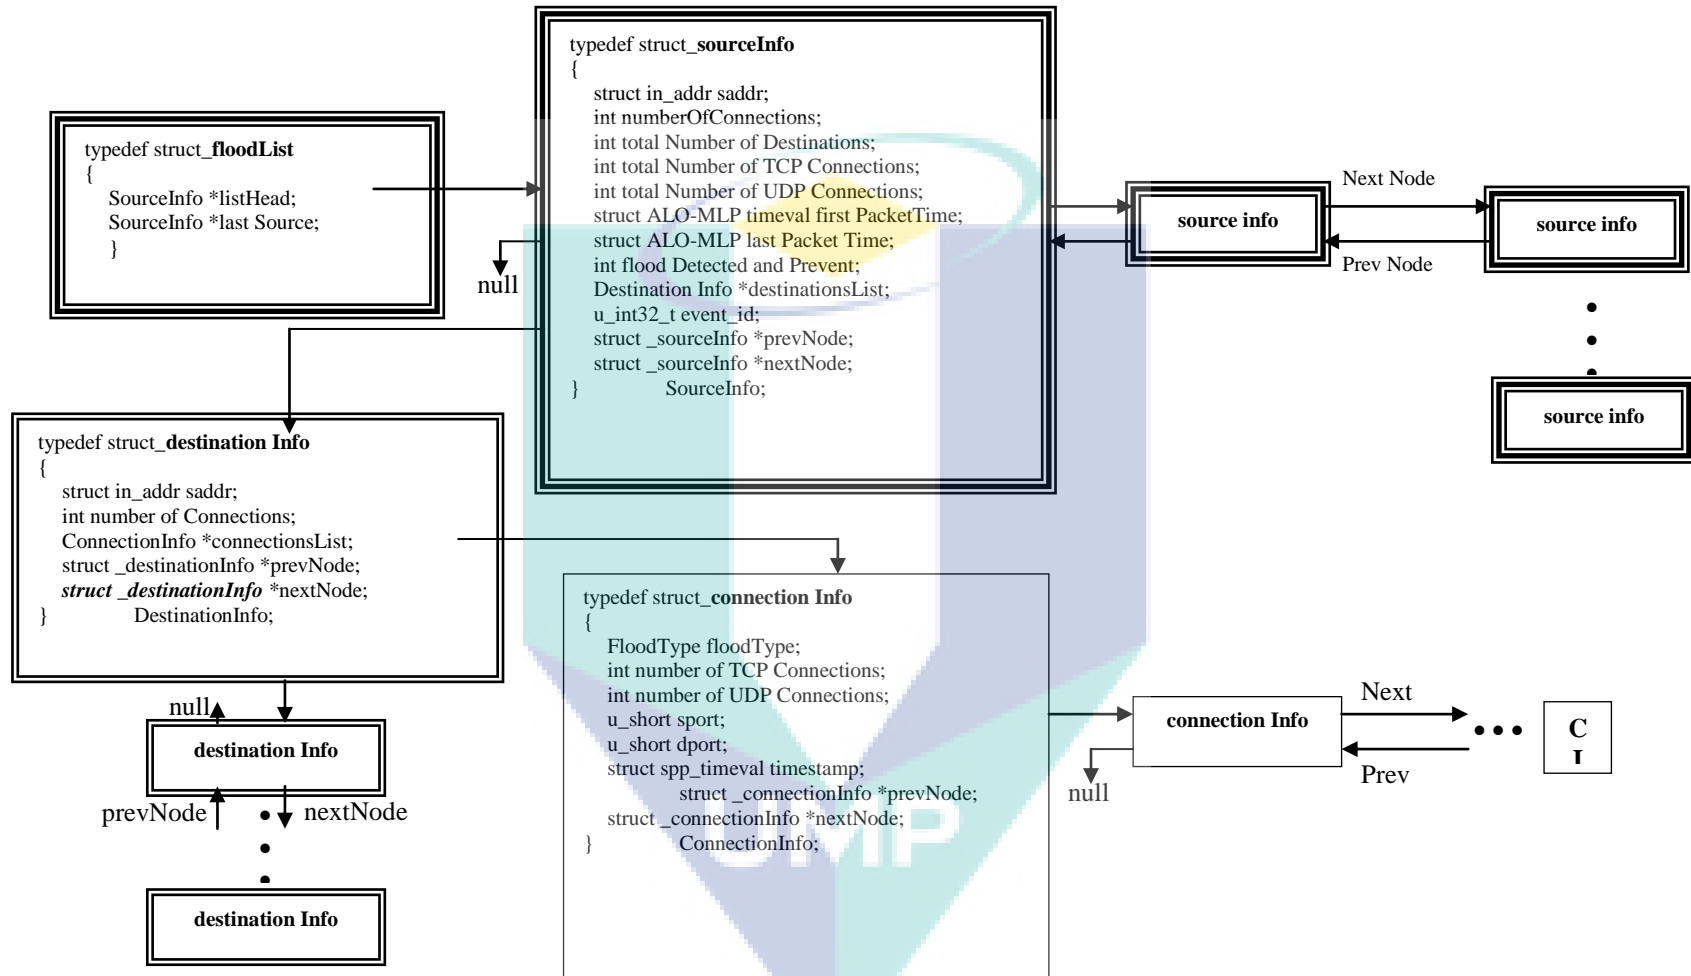 typedef struct_sourceInfo
{
struct in_addr saddr;
int numberOfConnections;
int total Number of Destinations;
int total Number of TCP Connections;
int total Number of UDP Connections;
struct ALO-MLP timeval first PacketTime;
struct ALO-MLP last Packet Time;
int flood Detected and Prevent;
Destination Info *destinationsList;
u_int32_t event_id;
struct _sourceInfo *prevNode;
struct _sourceInfo *nextNode;
} SourceInfo;
typedef struct_floodList
{
SourceInfo *listHead;
SourceInfo *last Source;
}
null
source info
Next Node
Prev Node
source info
source info
typedef struct_destination Info
{
struct in_addr saddr;
int number of Connections;
ConnectionInfo *connectionsList;
struct _destinationInfo *prevNode;
struct _destinationInfo *nextNode;
} DestinationInfo;
null
destination Info
prevNode
nextNode
destination Info
typedef struct_connection Info
{
FloodType floodType;
int number of TCP Connections;
int number of UDP Connections;
u_short sport;
u_short dport;
struct spp_timeval timestamp;
struct _connectionInfo *prevNode;
struct _connectionInfo *nextNode;
} ConnectionInfo;
connection Info
null
Next
Prev
C
I
UMP